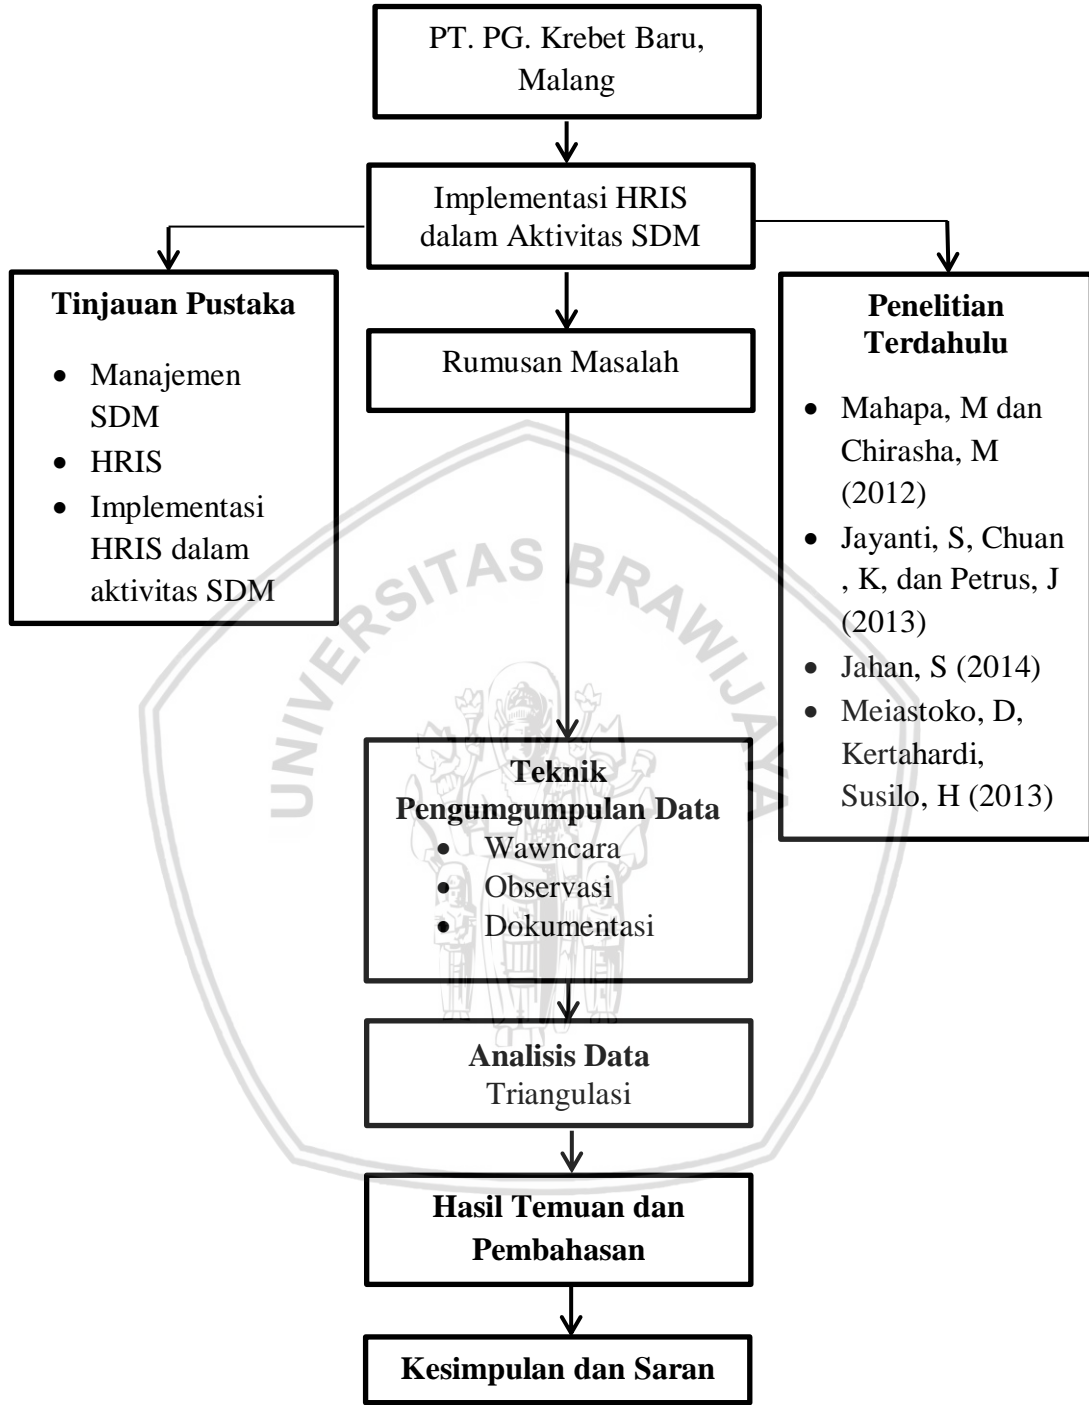 PT. PG. Krebet Baru,
Malang
Implementasi HRIS
dalam Aktivitas SDM
Tinjauan Pustaka
• Manajemen
SDM
• HRIS
• Implementasi
HRIS dalam
aktivitas SDM
Rumusan Masalah
Penelitian
Terdahulu
• Mahapa, M dan
Chirasha, M
(2012)
• Jayanti, S, Chuan
, K, dan Petrus, J
(2013)
• Jahan, S (2014)
• Meiastoko, D,
Kertahardi,
Susilo, H (2013)
UNIVERSITAS BRAWIJAYA
Teknik
Pengumgumpulan Data
• Wawncara
• Observasi
• Dokumentasi
Analisis Data
Triangulasi
Hasil Temuan dan
Pembahasan
Kesimpulan dan Saran